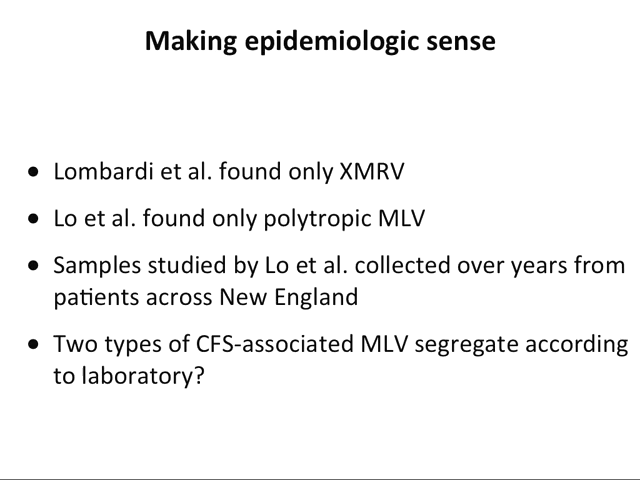 Making epidemiologic sense
• Lombardi et al. found only XMRV
• Lo et al. found only polytropic MLV
• Samples studied by Lo et al. collected over years from
patients across New England
• Two types of CFS-associated MLV segregate according
to laboratory?